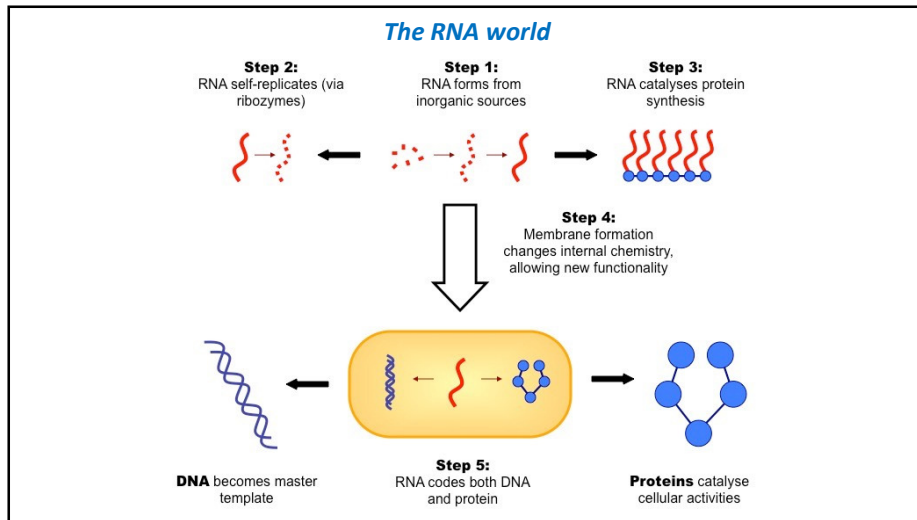 The RNA world
Step 2:
RNA self-replicates (via
ribozymes)
Step 1:
RNA forms from
inorganic sources
Step 3:
RNA catalyses protein
synthesis
Step 4:
Membrane formation
changes internal chemistry,
allowing new functionality
DNA becomes master
template
Step 5:
RNA codes both DNA
and protein
Proteins catalyse
cellular activities